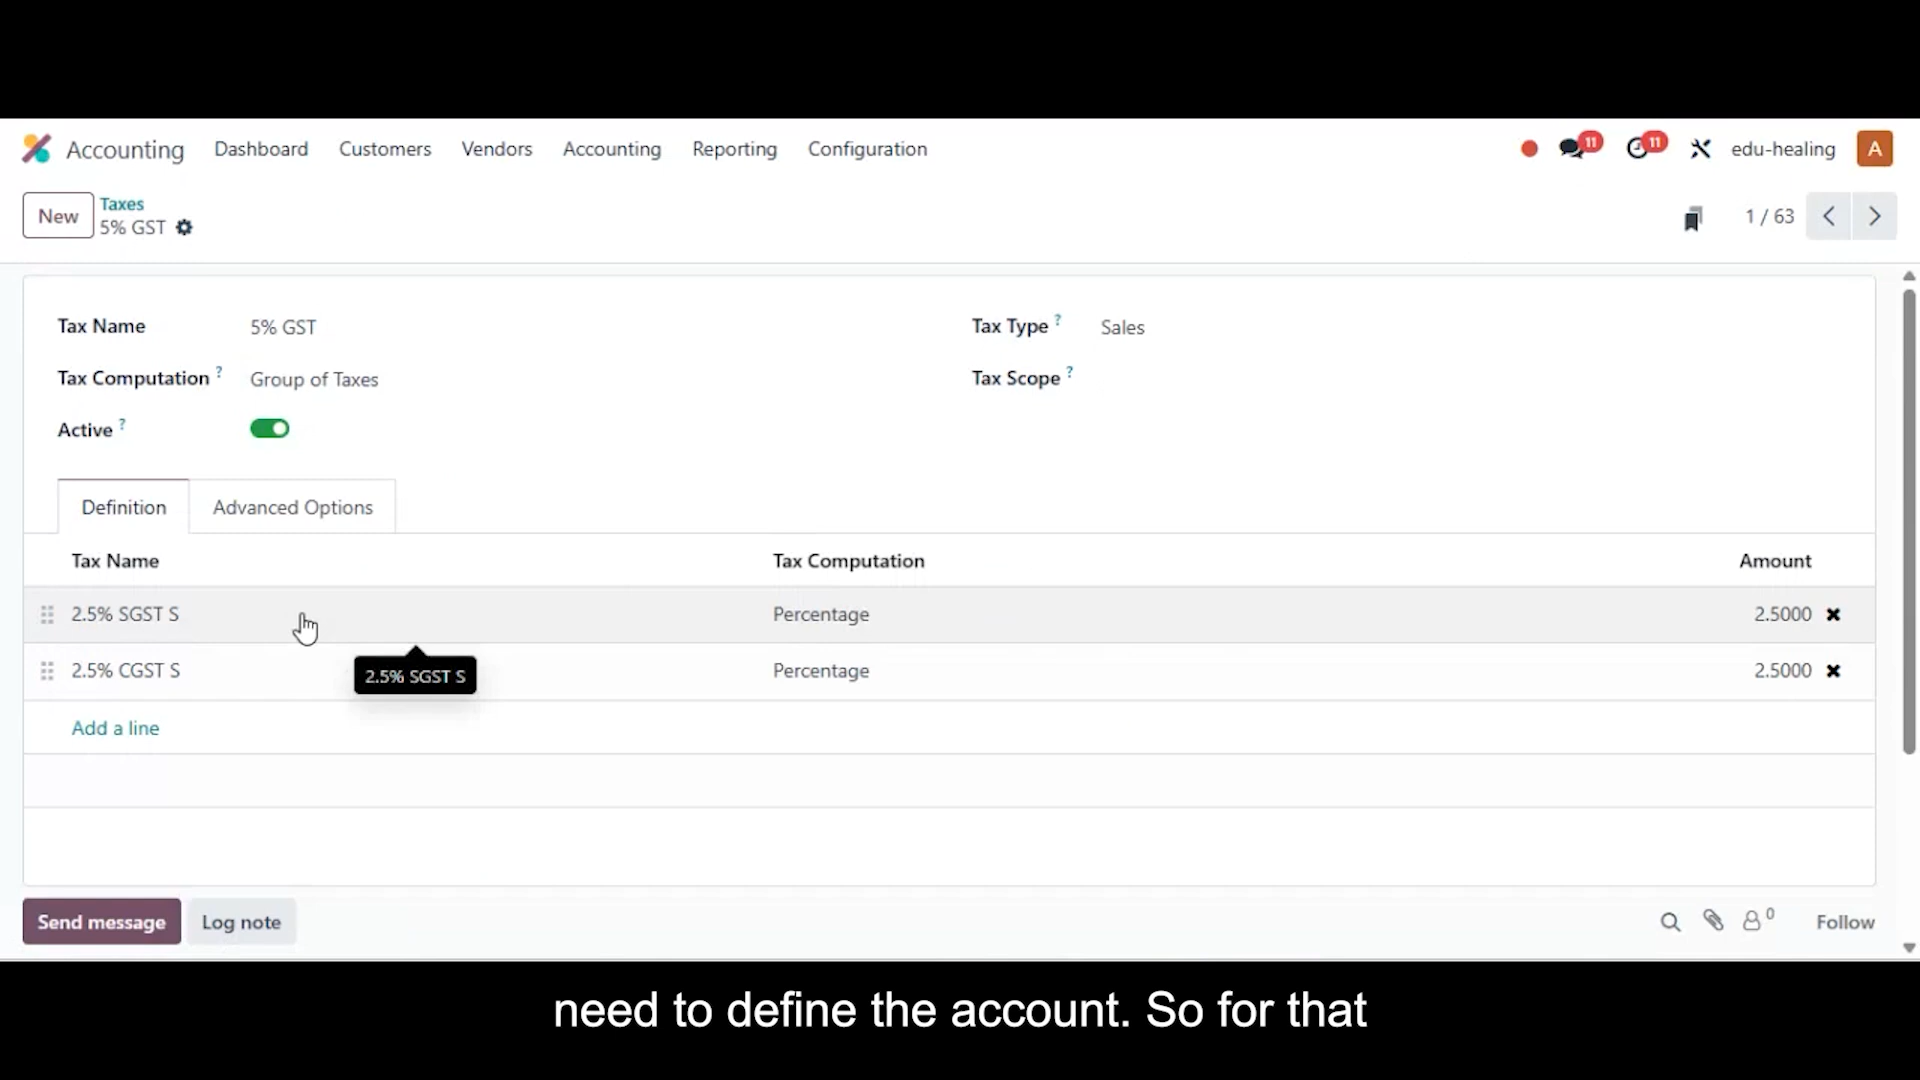 Accounting Dashboard Customers Vendors Accounting Reporting Configuration 11 11 edu-healing A
New Taxes
5% GST 1 / 63
Tax Name 5% GST Tax Type ? Sales
Tax Computation ? Group of Taxes Tax Scope ?
Active ?
Definition Advanced Options
Tax Name Tax Computation Amount
2.5% SGST S Percentage 2.5000
2.5% CGST S Percentage 2.5000
2.5% SGST S
Add a line
Send message Log note 0 Follow
need to define the account. So for that